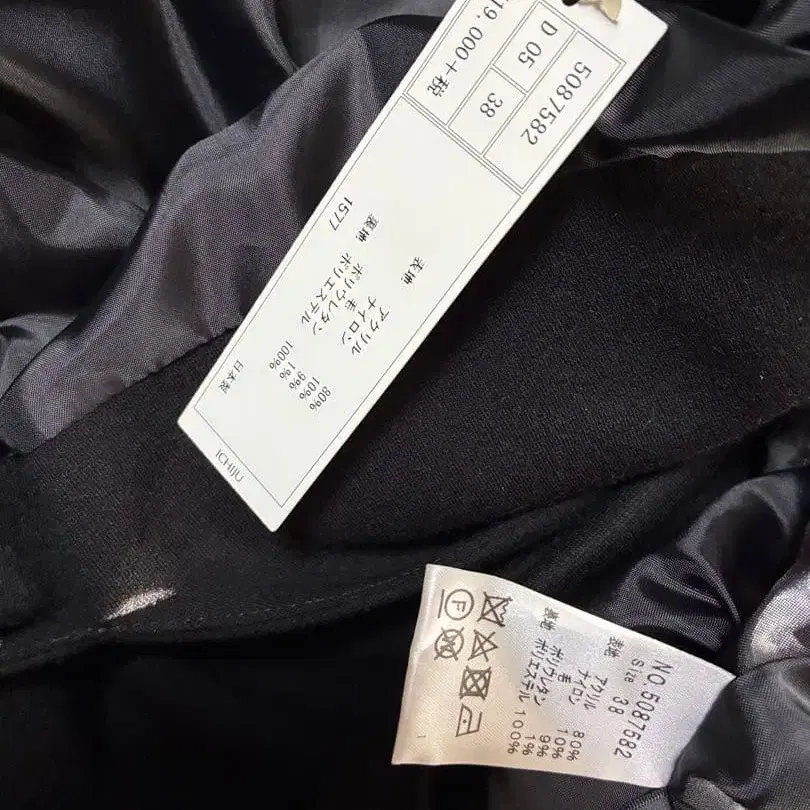 5087582
D 05 38
19,000+税
表地 アクリル 80%
ナイロン 10%
毛 9%
ポリウレタン 1%
裏地 ポリエステル 100%
1577
日本製
ICHIJU
NO.5087582
Size 38
表地 アクリル 80%
ナイロン 10%
毛 9%
ポリウレタン 1%
裏地 ポリエステル 100%
F
1